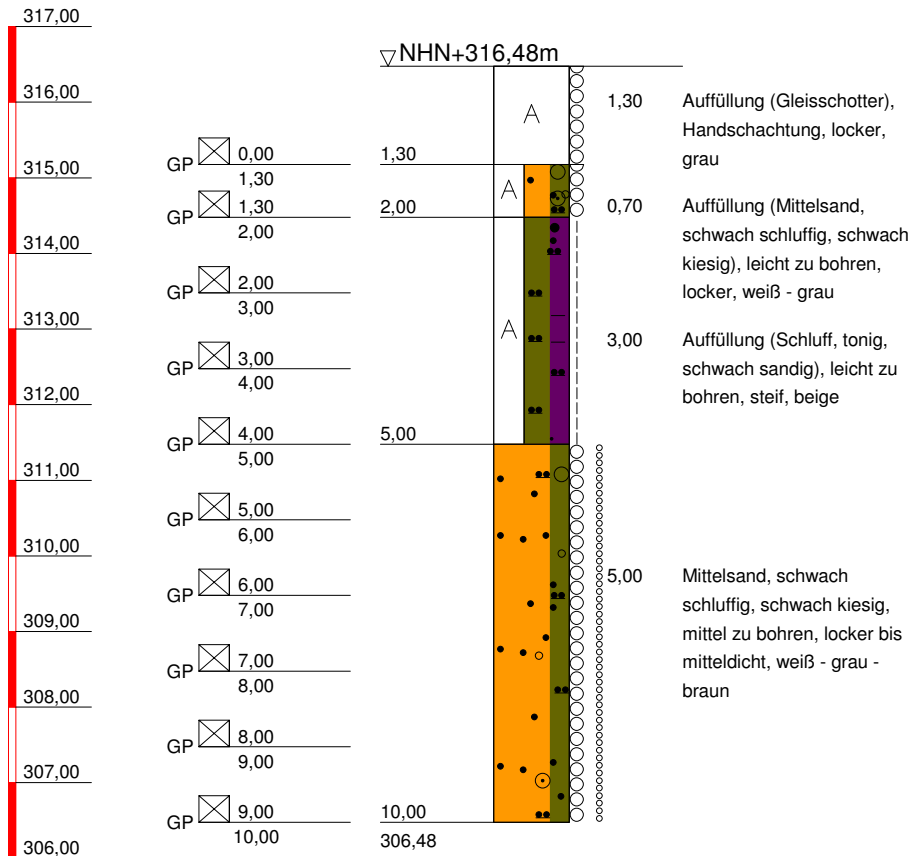 317,00
316,00
315,00
314,00
313,00
312,00
311,00
310,00
309,00
308,00
307,00
306,00
GP 0,00
1,30
GP 1,30
2,00
GP 2,00
3,00
GP 3,00
4,00
GP 4,00
5,00
GP 5,00
6,00
GP 6,00
7,00
GP 7,00
8,00
GP 8,00
9,00
GP 9,00
10,00
NHN+316,48m
1,30
2,00
5,00
10,00
306,48
A
A
A
1,30 Auffüllung (Gleisschotter),
Handschachtung, locker,
grau
0,70 Auffüllung (Mittelsand,
schwach schluffig, schwach
kiesig), leicht zu bohren,
locker, weiß - grau
3,00 Auffüllung (Schluff, tonig,
schwach sandig), leicht zu
bohren, steif, beige
5,00 Mittelsand, schwach
schluffig, schwach kiesig,
mittel zu bohren, locker bis
mitteldicht, weiß - grau -
braun